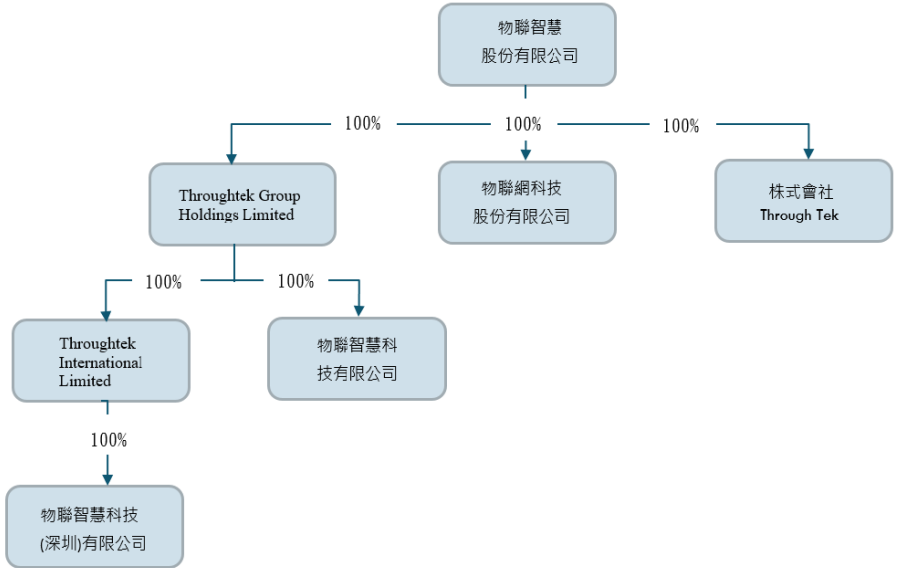 物聯智慧
股份有限公司
100%
100%
100%
Throughtek Group
Holdings Limited
物聯網科技
股份有限公司
株式會社
Through Tek
100%
100%
Throughtek
International
Limited
物聯智慧科
技有限公司
100%
物聯智慧科技
(深圳)有限公司